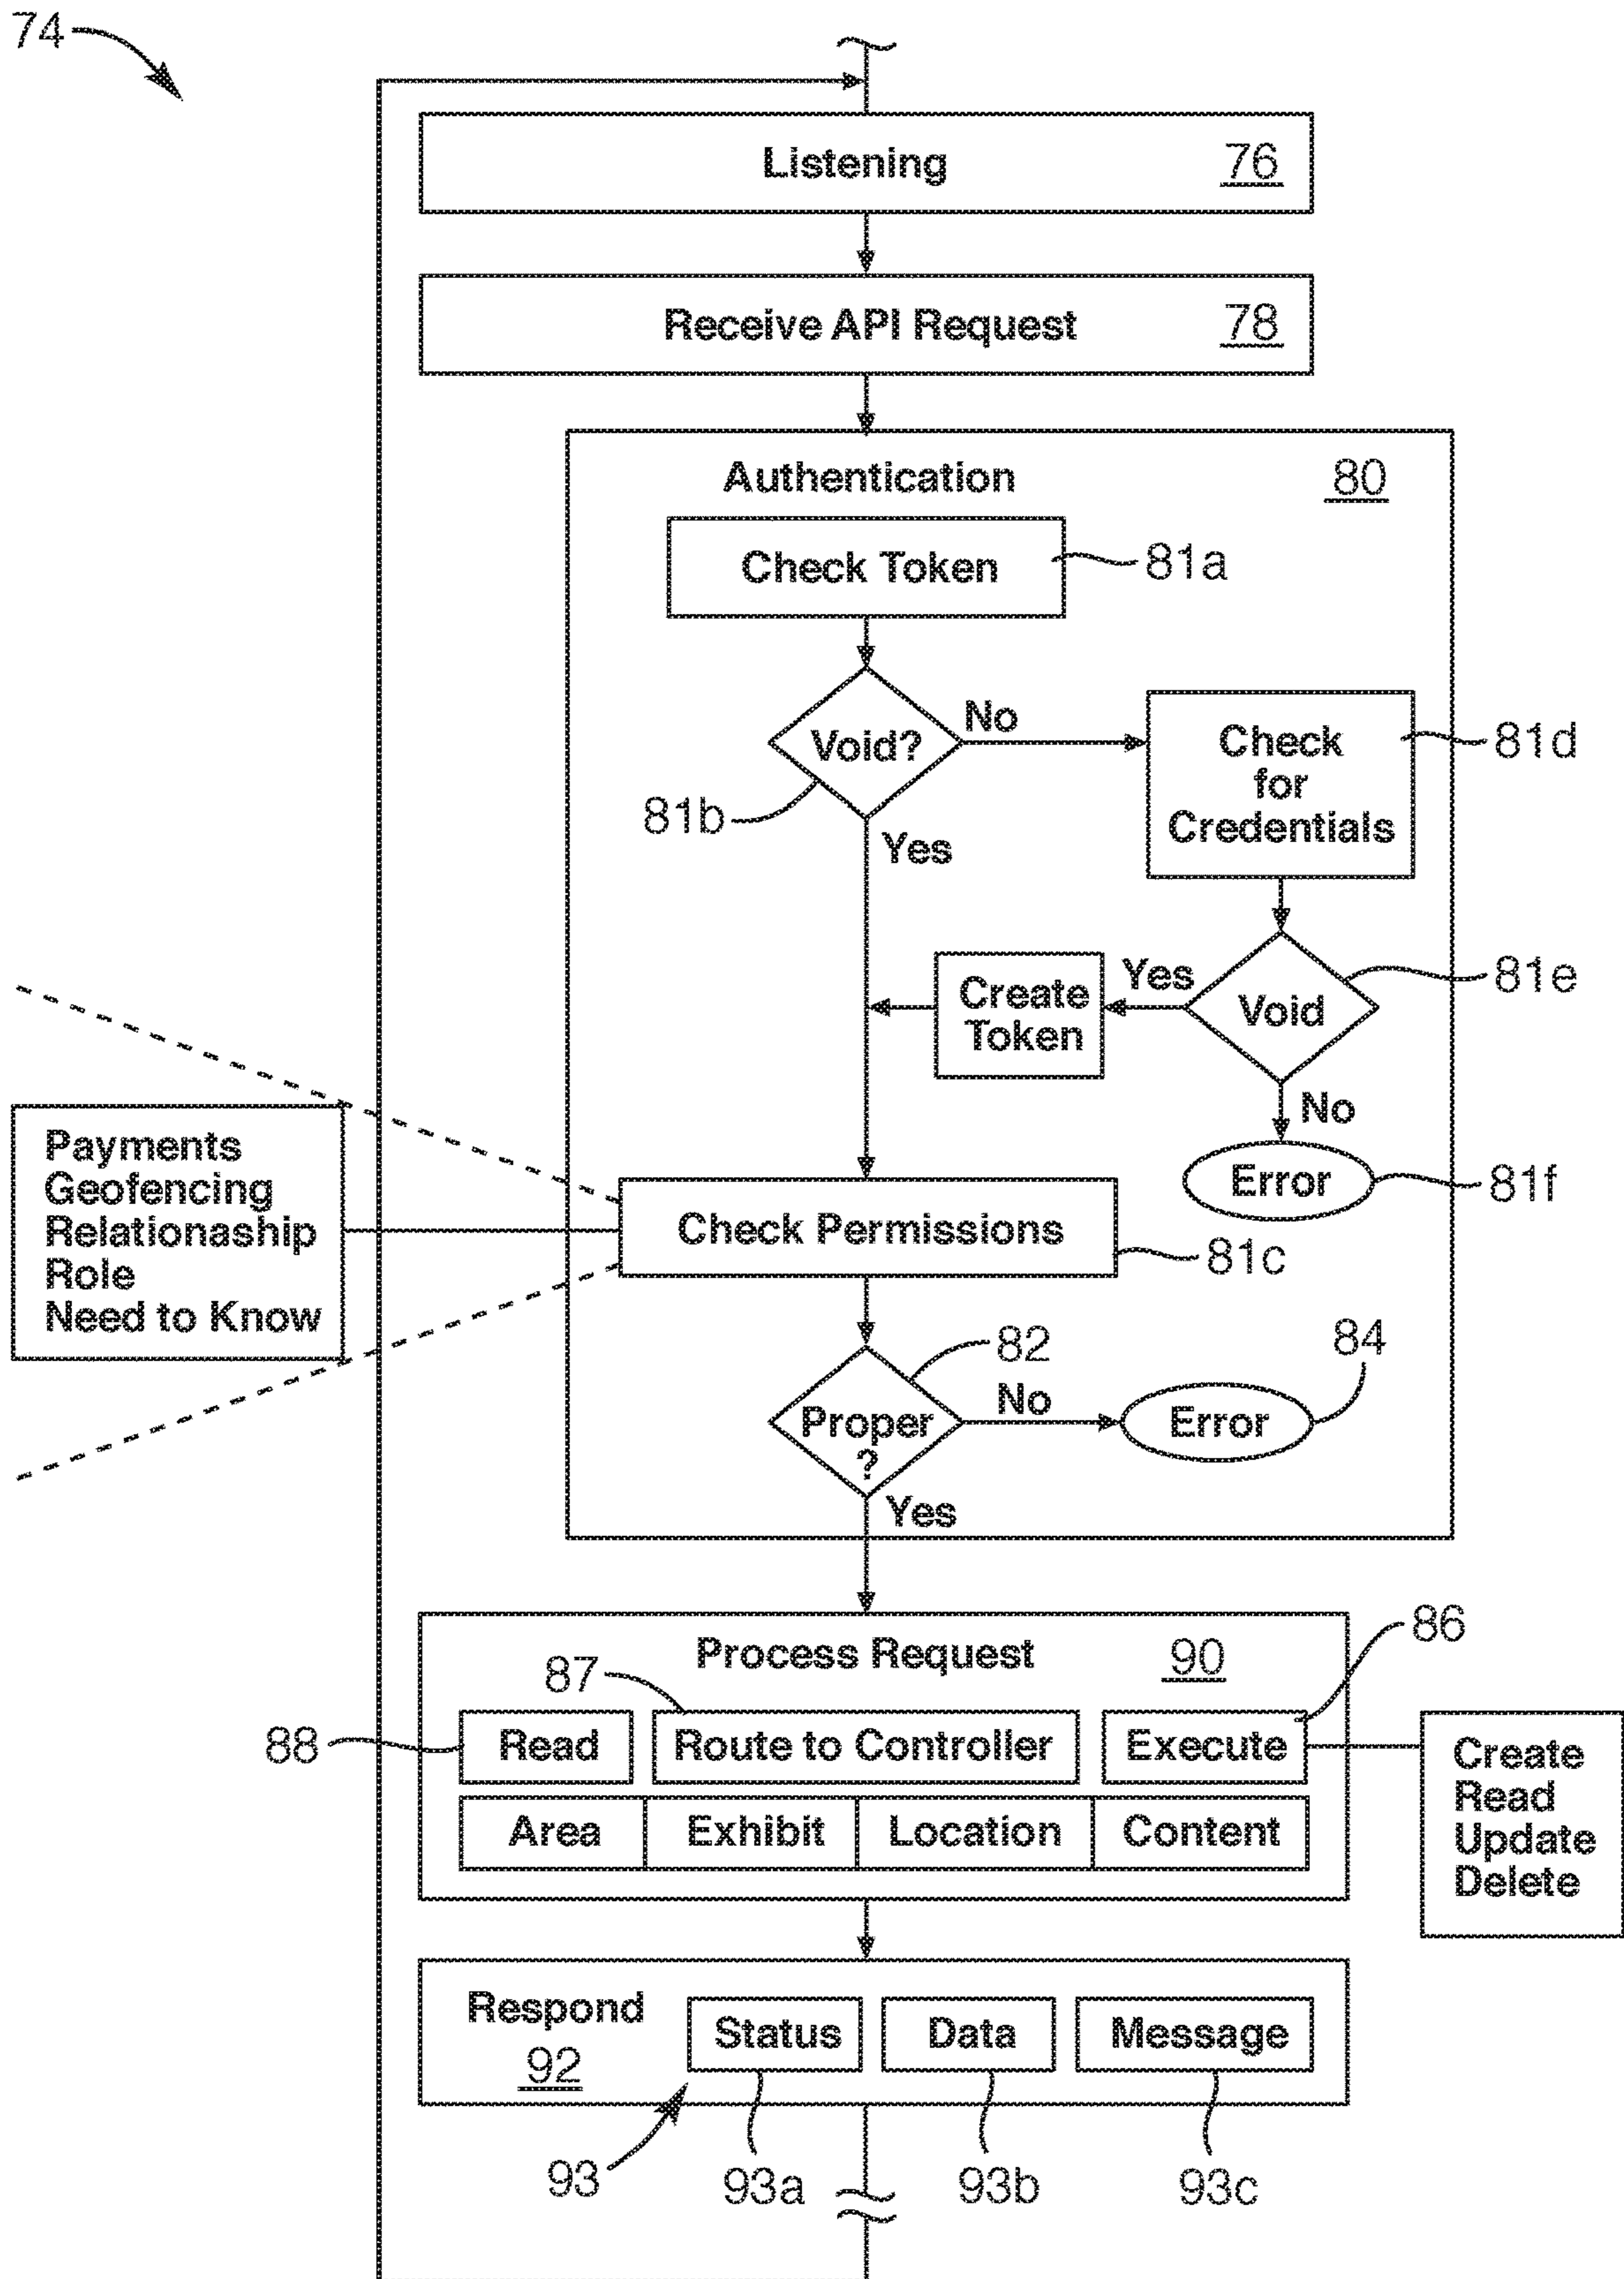 74
Listening 76
Receive API Request 78
Authentication 80
Check Token 81a
Void? No
81b
Yes
Check
for
Credentials
81d
Void 81e
Yes
Create
Token
No
Error 81f
Payments
Geofencing
Relationaship
Role
Need to Know
Check Permissions 81c
82
Proper
?
No
Error
84
Yes
Process Request 90
86
87
88
Read Route to Controller Execute
Area Exhibit Location Content
Create
Read
Update
Delete
Respond
92
Status Data Message
93 93a 93b 93c